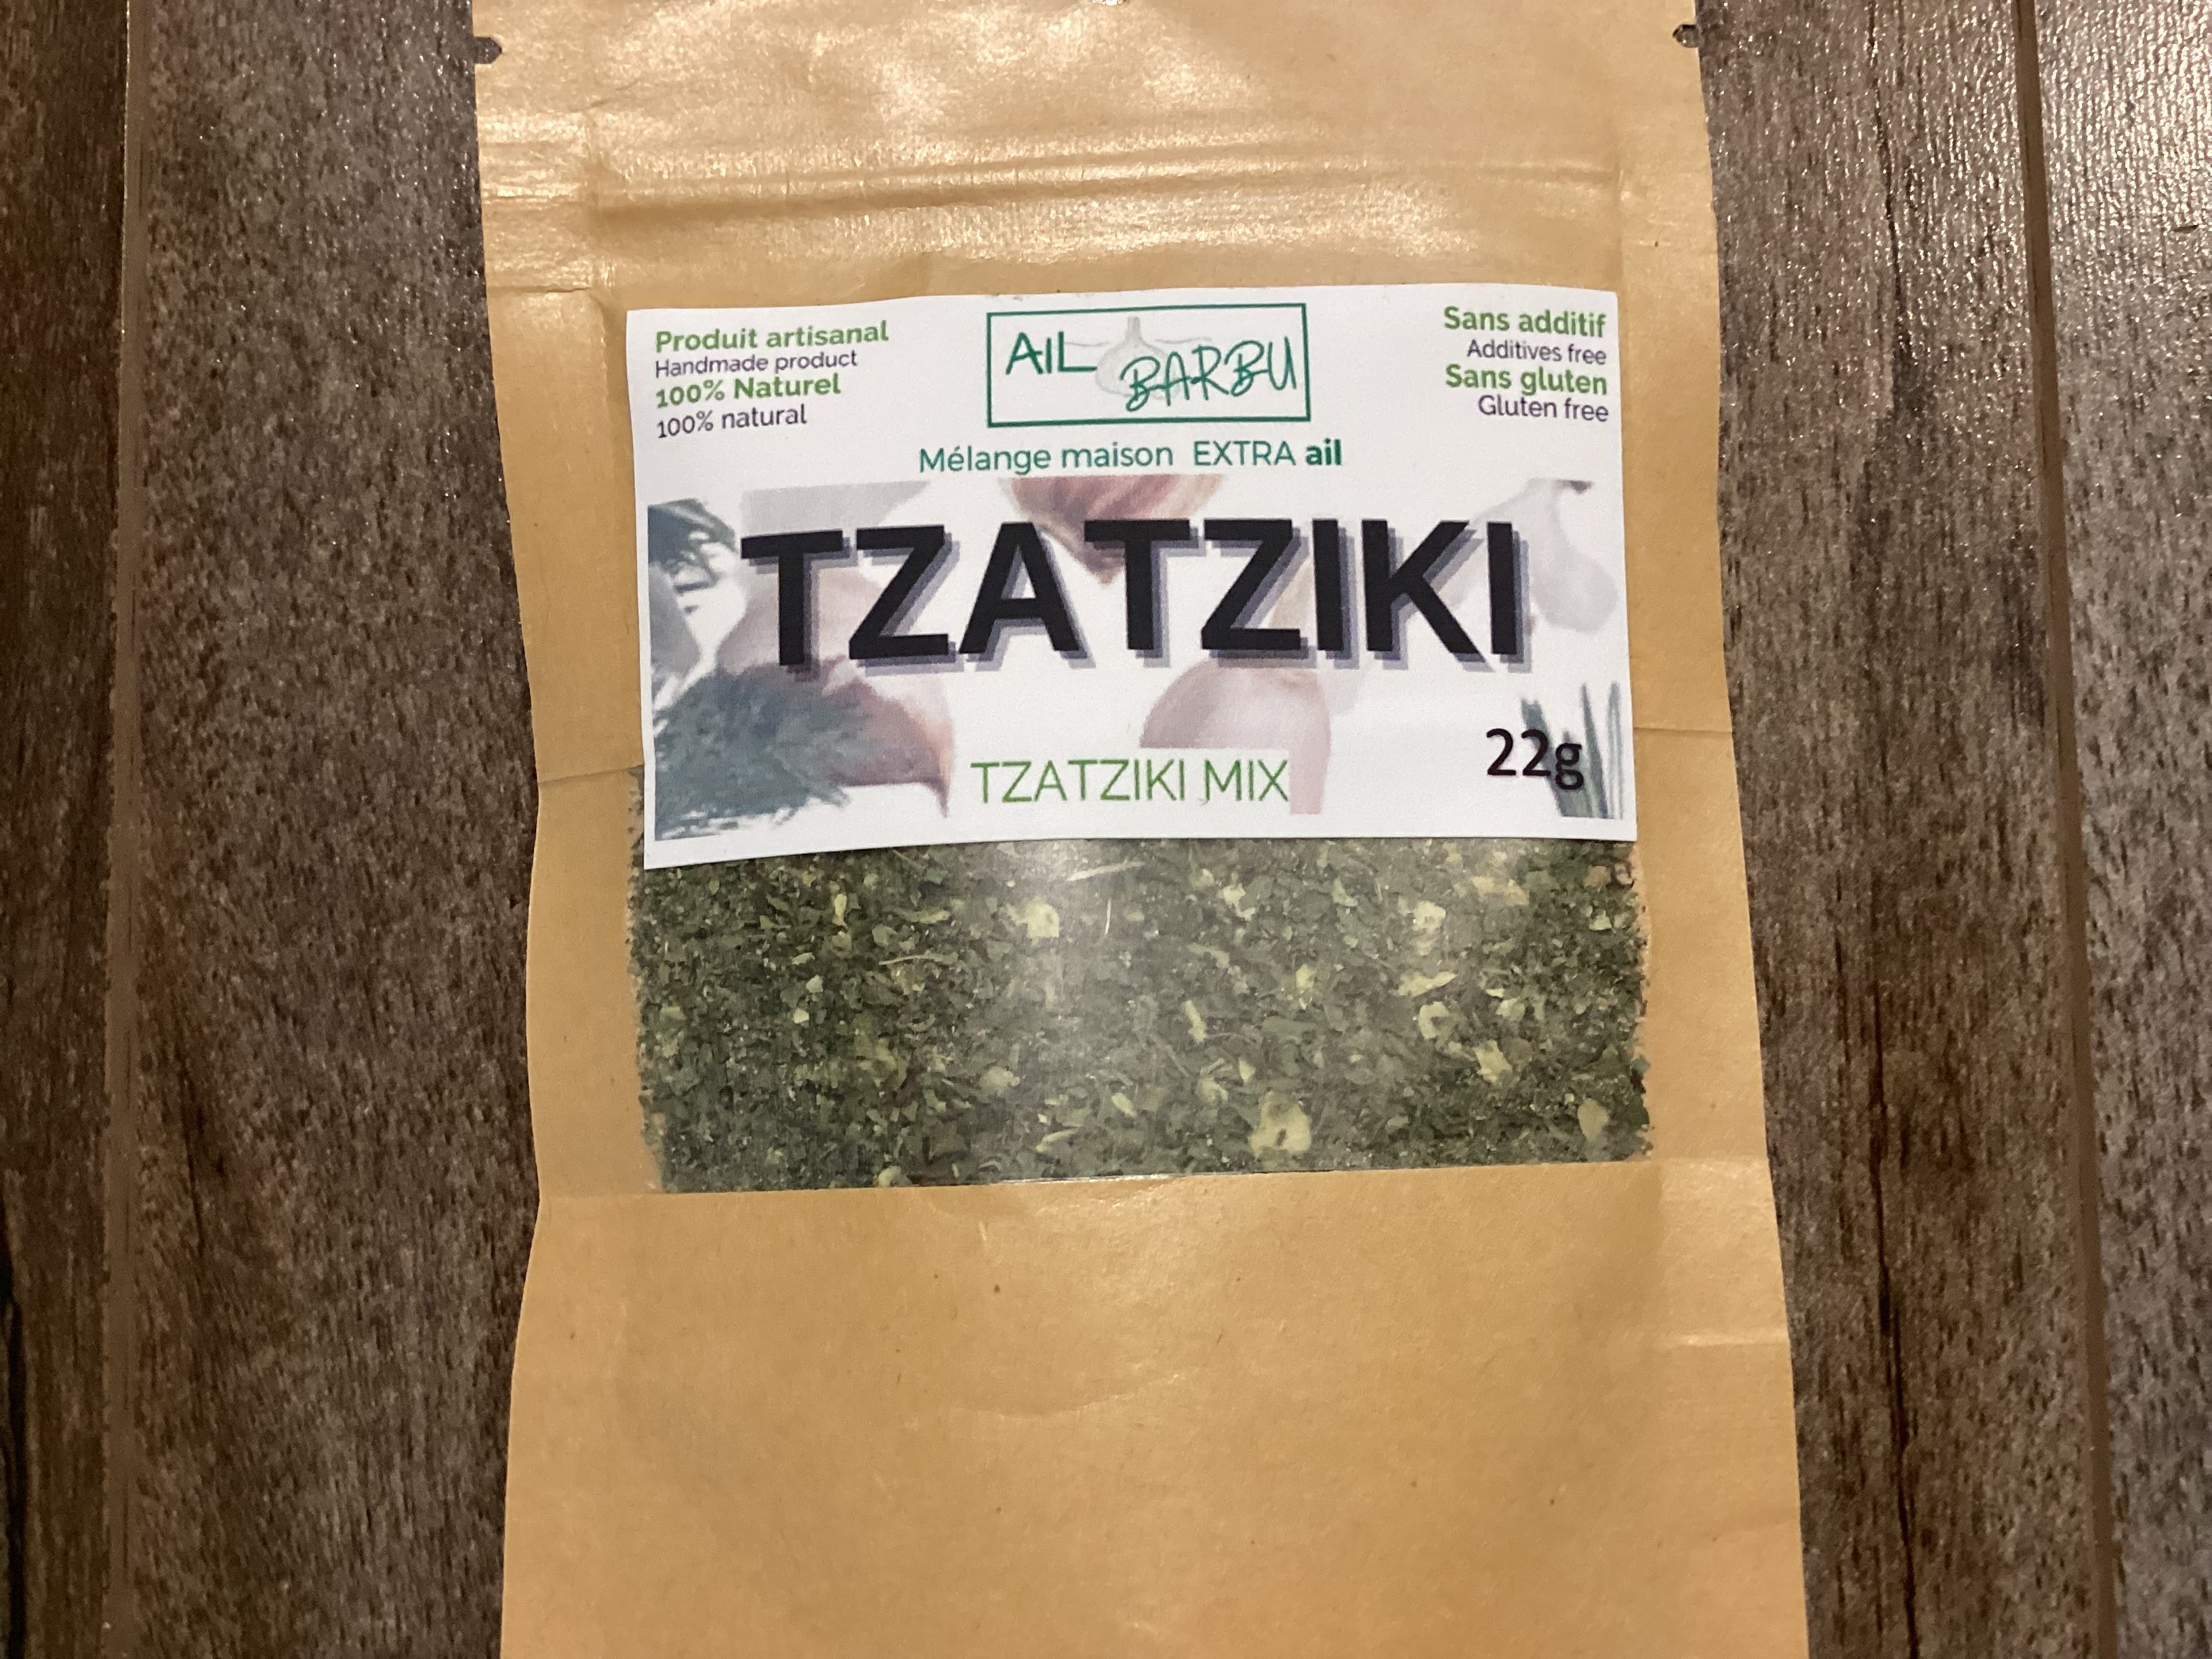 Produit artisanal
Handmade product
100% Naturel
100% natural
AIL BARBU
Sans additif
Additives free
Sans gluten
Gluten free
Mélange maison EXTRA ail
TZATZIKI
TZATZIKI MIX
22g